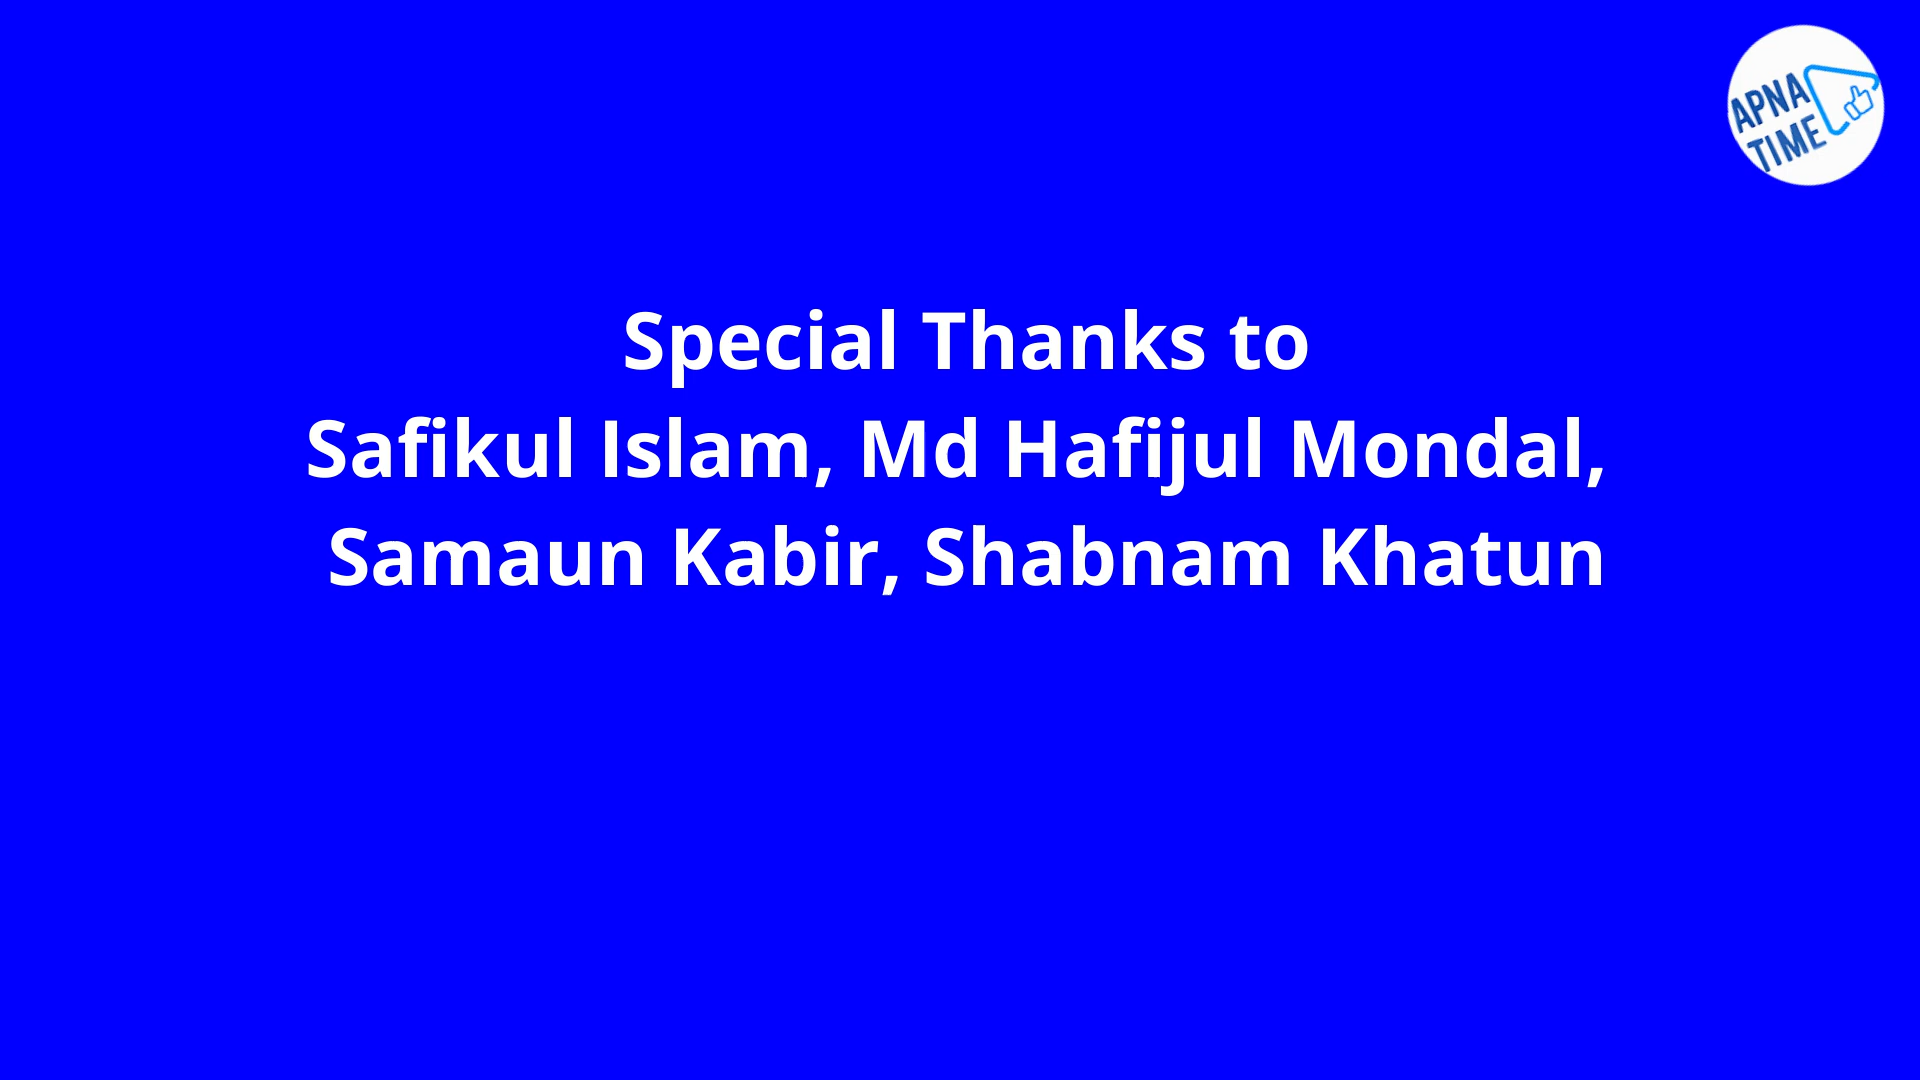 APNA
TIME
Special Thanks to
Safikul Islam, Md Hafijul Mondal,
Samaun Kabir, Shabnam Khatun